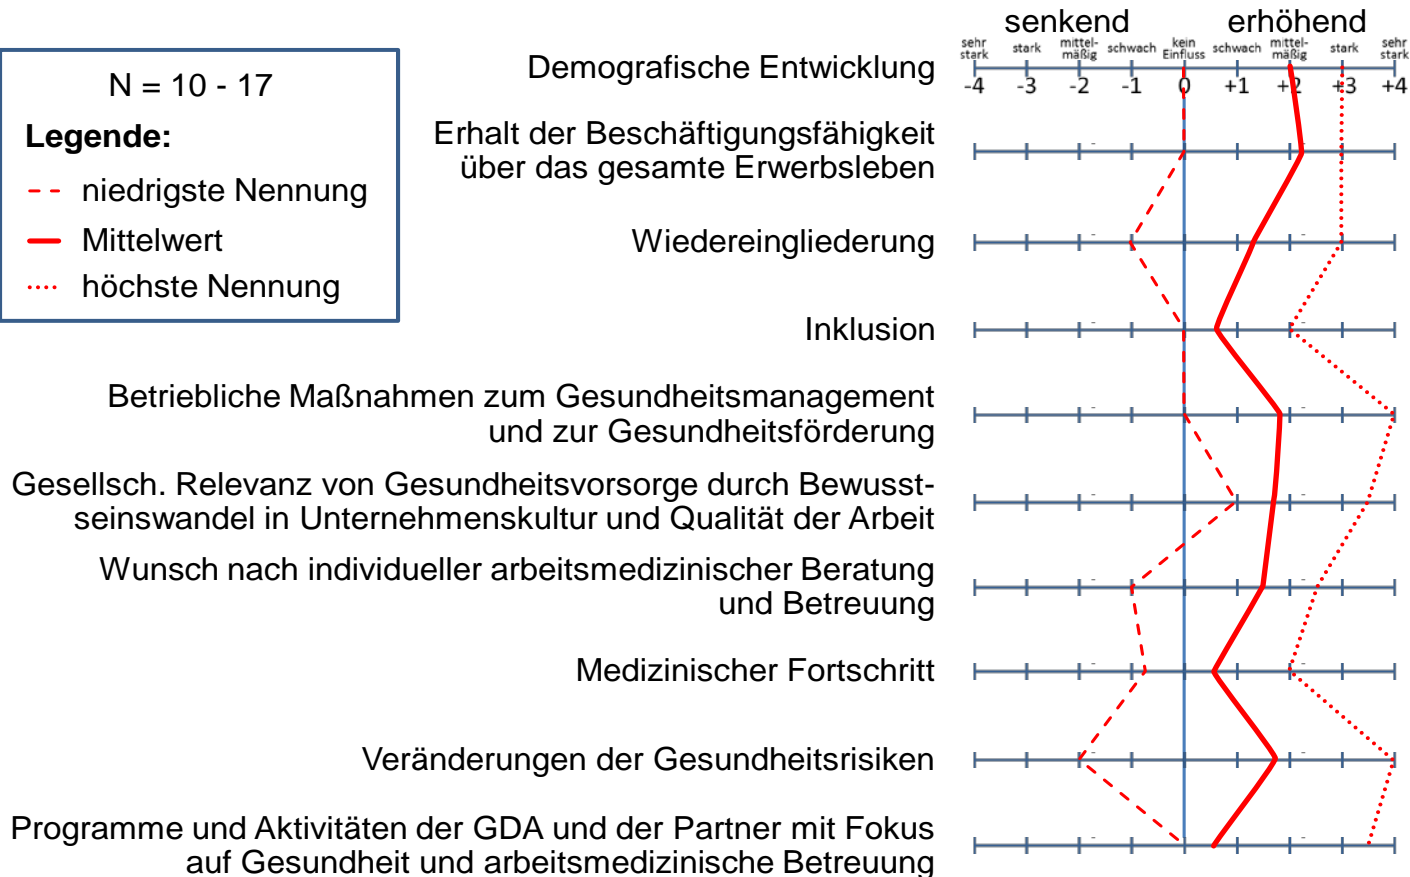 senkend erhöhend
sehr stark mittel- schwach kein schwach mittel- stark sehr
stark mäßig Einfluss mäßig stark
-4 -3 -2 -1 0 +1 +2 +3 +4
N = 10 - 17
Legende:
niedrigste Nennung
Mittelwert
höchste Nennung
Demografische Entwicklung
Erhalt der Beschäftigungsfähigkeit
über das gesamte Erwerbsleben
Wiedereingliederung
Inklusion
Betriebliche Maßnahmen zum Gesundheitsmanagement
und zur Gesundheitsförderung
Gesellsch. Relevanz von Gesundheitsvorsorge durch Bewusst-
seinswandel in Unternehmenskultur und Qualität der Arbeit
Wunsch nach individueller arbeitsmedizinischer Beratung
und Betreuung
Medizinischer Fortschritt
Veränderungen der Gesundheitsrisiken
Programme und Aktivitäten der GDA und der Partner mit Fokus
auf Gesundheit und arbeitsmedizinische Betreuung